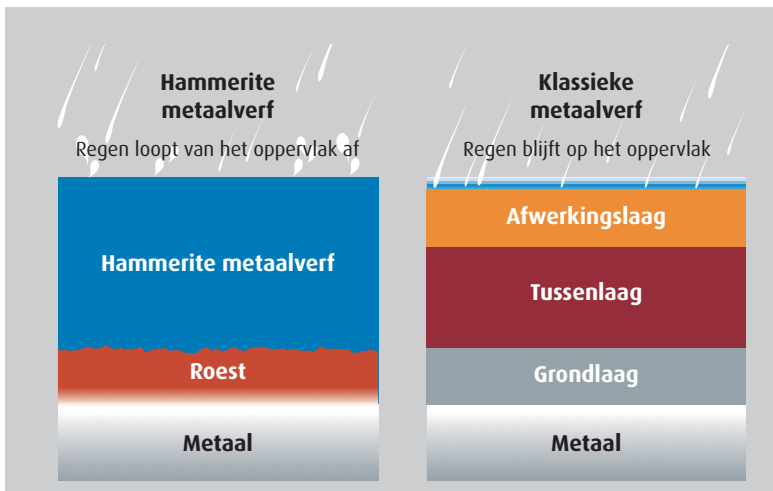 Hammerite
metaalverf
Regen loopt van het oppervlak af
Hammerite metaalverf
Roest
Metaal
Klassieke
metaalverf
Regen blijft op het oppervlak
Afwerkingslaag
Tussenlaag
Grondlaag
Metaal